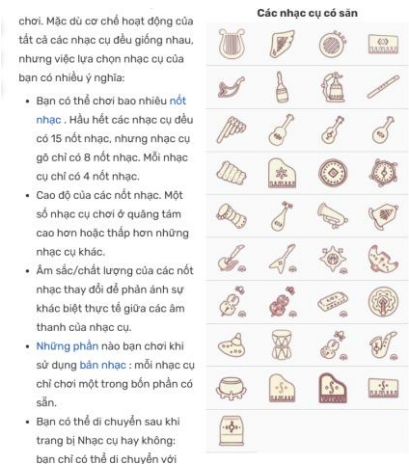 chơi. Mặc dù cơ chế hoạt động của
tất cả các nhạc cụ đều giống nhau,
nhưng việc lựa chọn nhạc cụ của
bạn có nhiều ý nghĩa:
• Bạn có thể chơi bao nhiêu nốt
nhạc . Hầu hết các nhạc cụ đều
có 15 nốt nhạc, nhưng nhạc cụ
gõ chỉ có 8 nốt nhạc. Mỗi nhạc
cụ chỉ có 4 nốt nhạc.
• Cao độ của các nốt nhạc. Một
số nhạc cụ chơi ở quãng tám
cao hơn hoặc thấp hơn những
nhạc cụ khác.
• Âm sắc/chất lượng của các nốt
nhạc thay đổi để phản ánh sự
khác biệt thực tế giữa các âm
thanh của nhạc cụ.
• Những phần nào bạn chơi khi
sử dụng bản nhạc : mỗi nhạc cụ
chỉ chơi một trong bốn phần có
sẵn.
• Bạn có thể di chuyển sau khi
trang bị Nhạc cụ hay không:
bạn chỉ có thể di chuyển với
Các nhạc cụ có sẵn